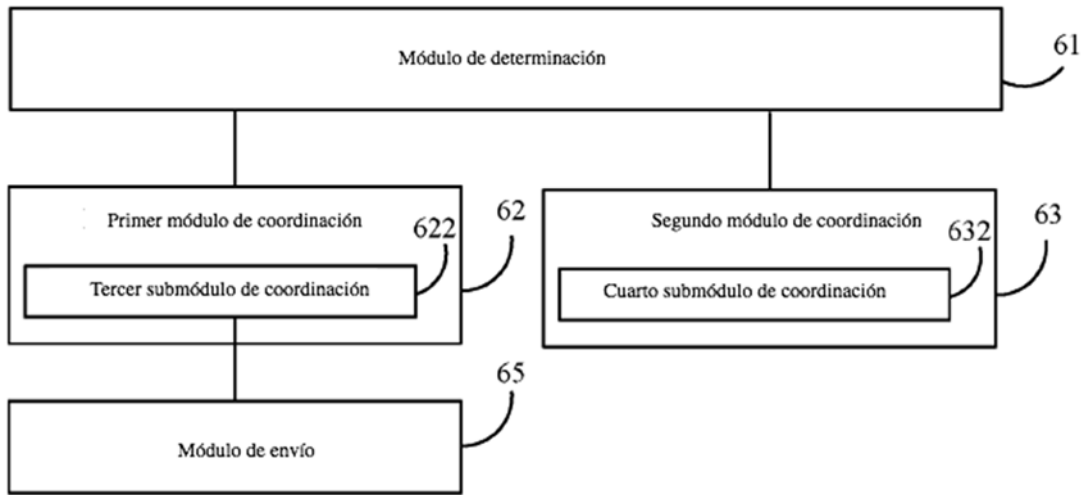 Módulo de determinación
61
Primer módulo de coordinación
62
622
Tercer submódulo de coordinación
Segundo módulo de coordinación
63
632
Cuarto submódulo de coordinación
65
Módulo de envío